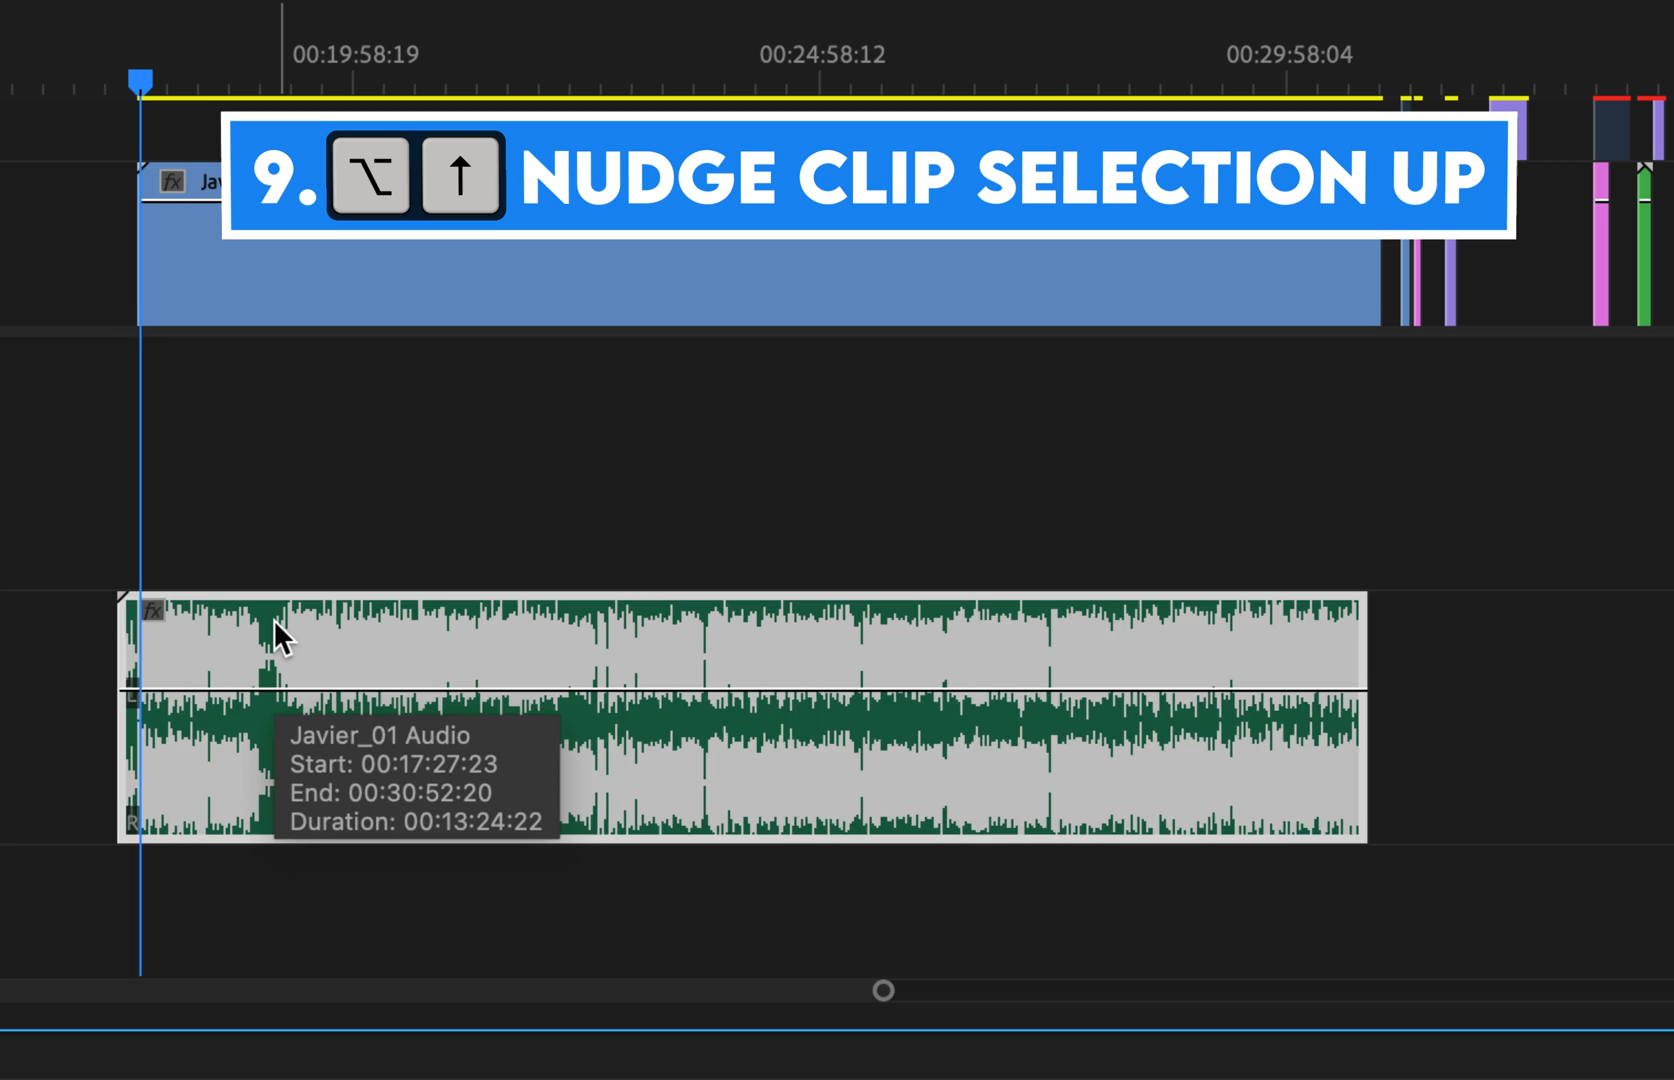 00:19:58:19 00:24:58:12 00:29:58:04
9. ⌥ ↑ NUDGE CLIP SELECTION UP
fx Jav
fx
L
Javier_01 Audio
Start: 00:17:27:23
End: 00:30:52:20
Duration: 00:13:24:22
R